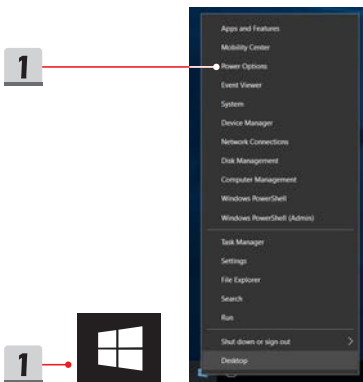 Apps and Features
Mobility Center
1
Power Options
Event Viewer
System
Device Manager
Network Connections
Disk Management
Computer Management
Windows PowerShell
Windows PowerShell (Admin)
Task Manager
Settings
File Explorer
Search
Run
Shut down or sign out
1
Desktop